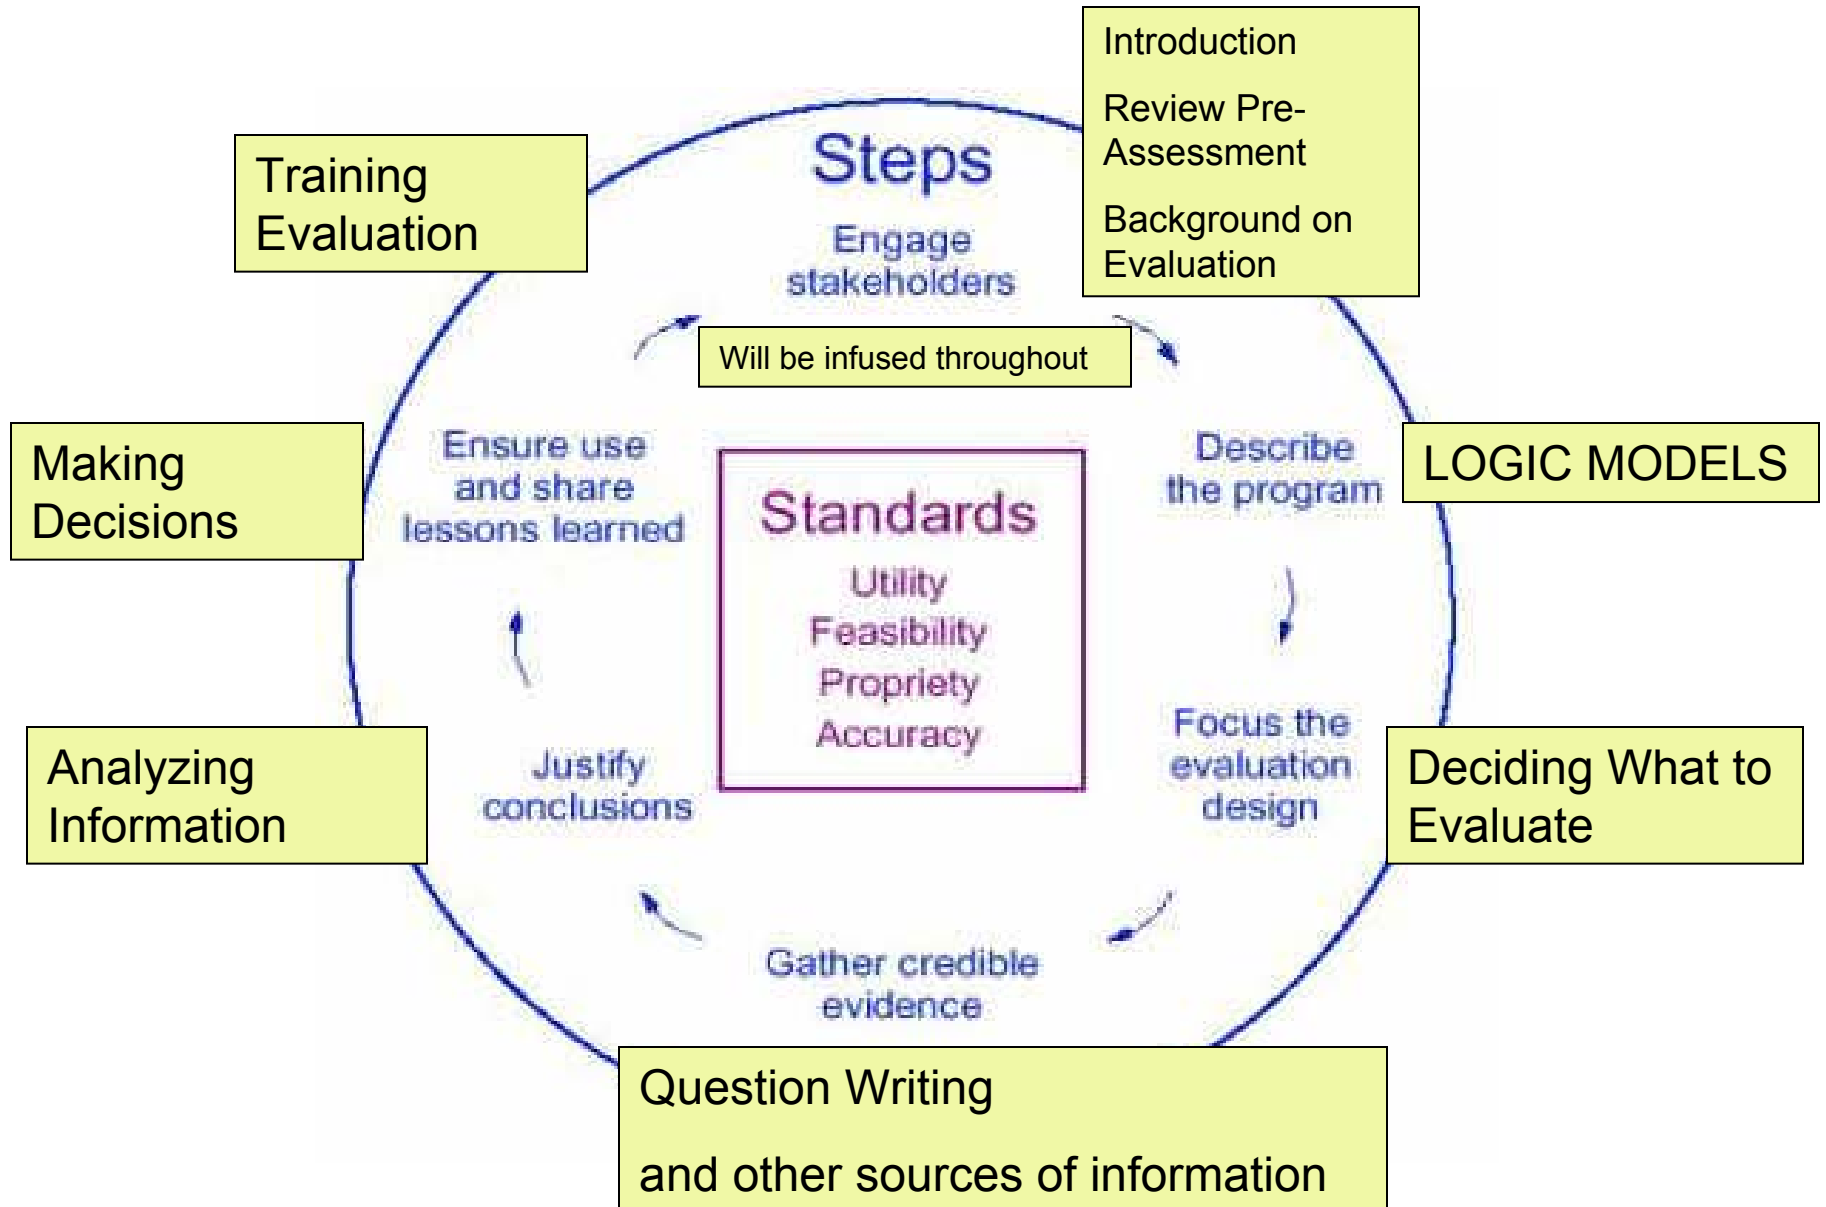 Introduction
Review Pre-
Assessment
Background on
Evaluation
Training
Evaluation
Steps
Engage
stakeholders
Will be infused throughout
Making
Decisions
Ensure use
and share
lessons learned
Describe
the program
LOGIC MODELS
Standards
Utility
Feasibility
Propriety
Accuracy
Analyzing
Information
Justify
conclusions
Focus the
evaluation
design
Deciding What to
Evaluate
Gather credible
evidence
Question Writing
and other sources of information